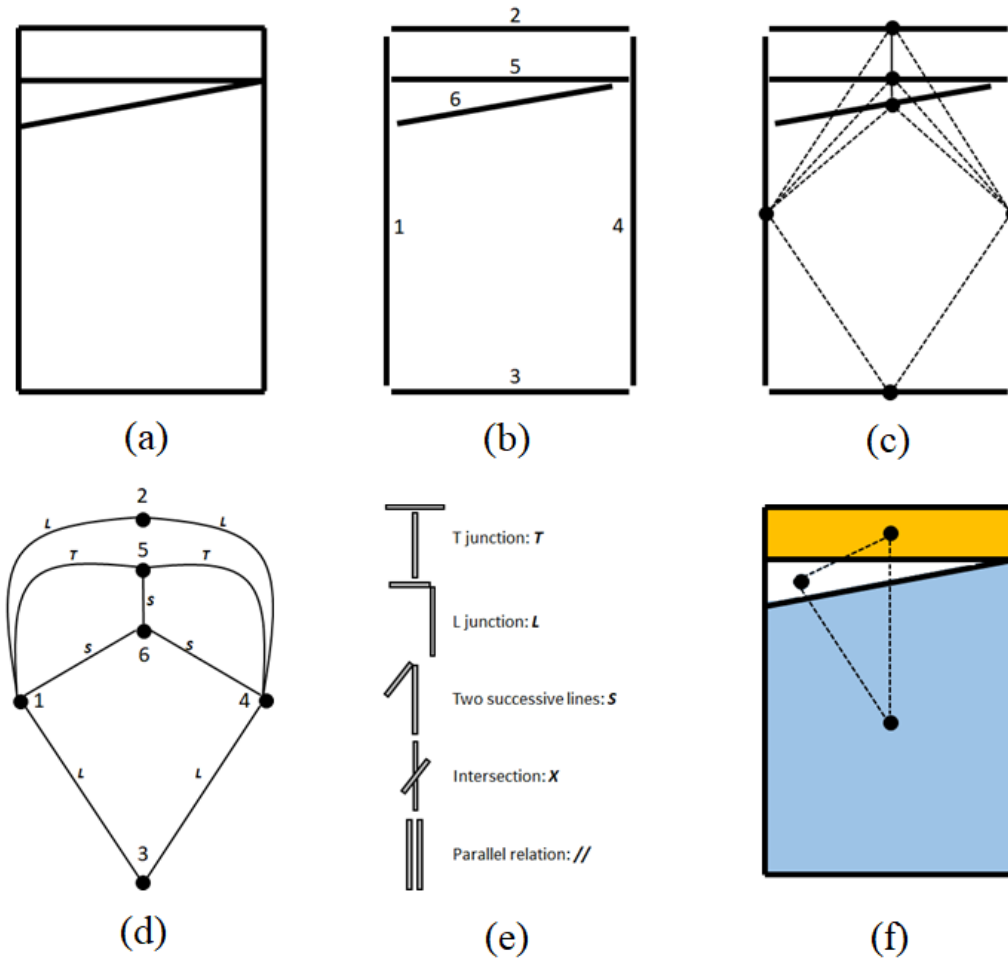 2
5
6
1
4
3
(a)
(b)
(c)
2
L
L
5
T
T
S
S
S
6
1
4
L
L
3
T junction: T
L junction: L
Two successive lines: S
Intersection: X
Parallel relation: //
(d)
(e)
(f)